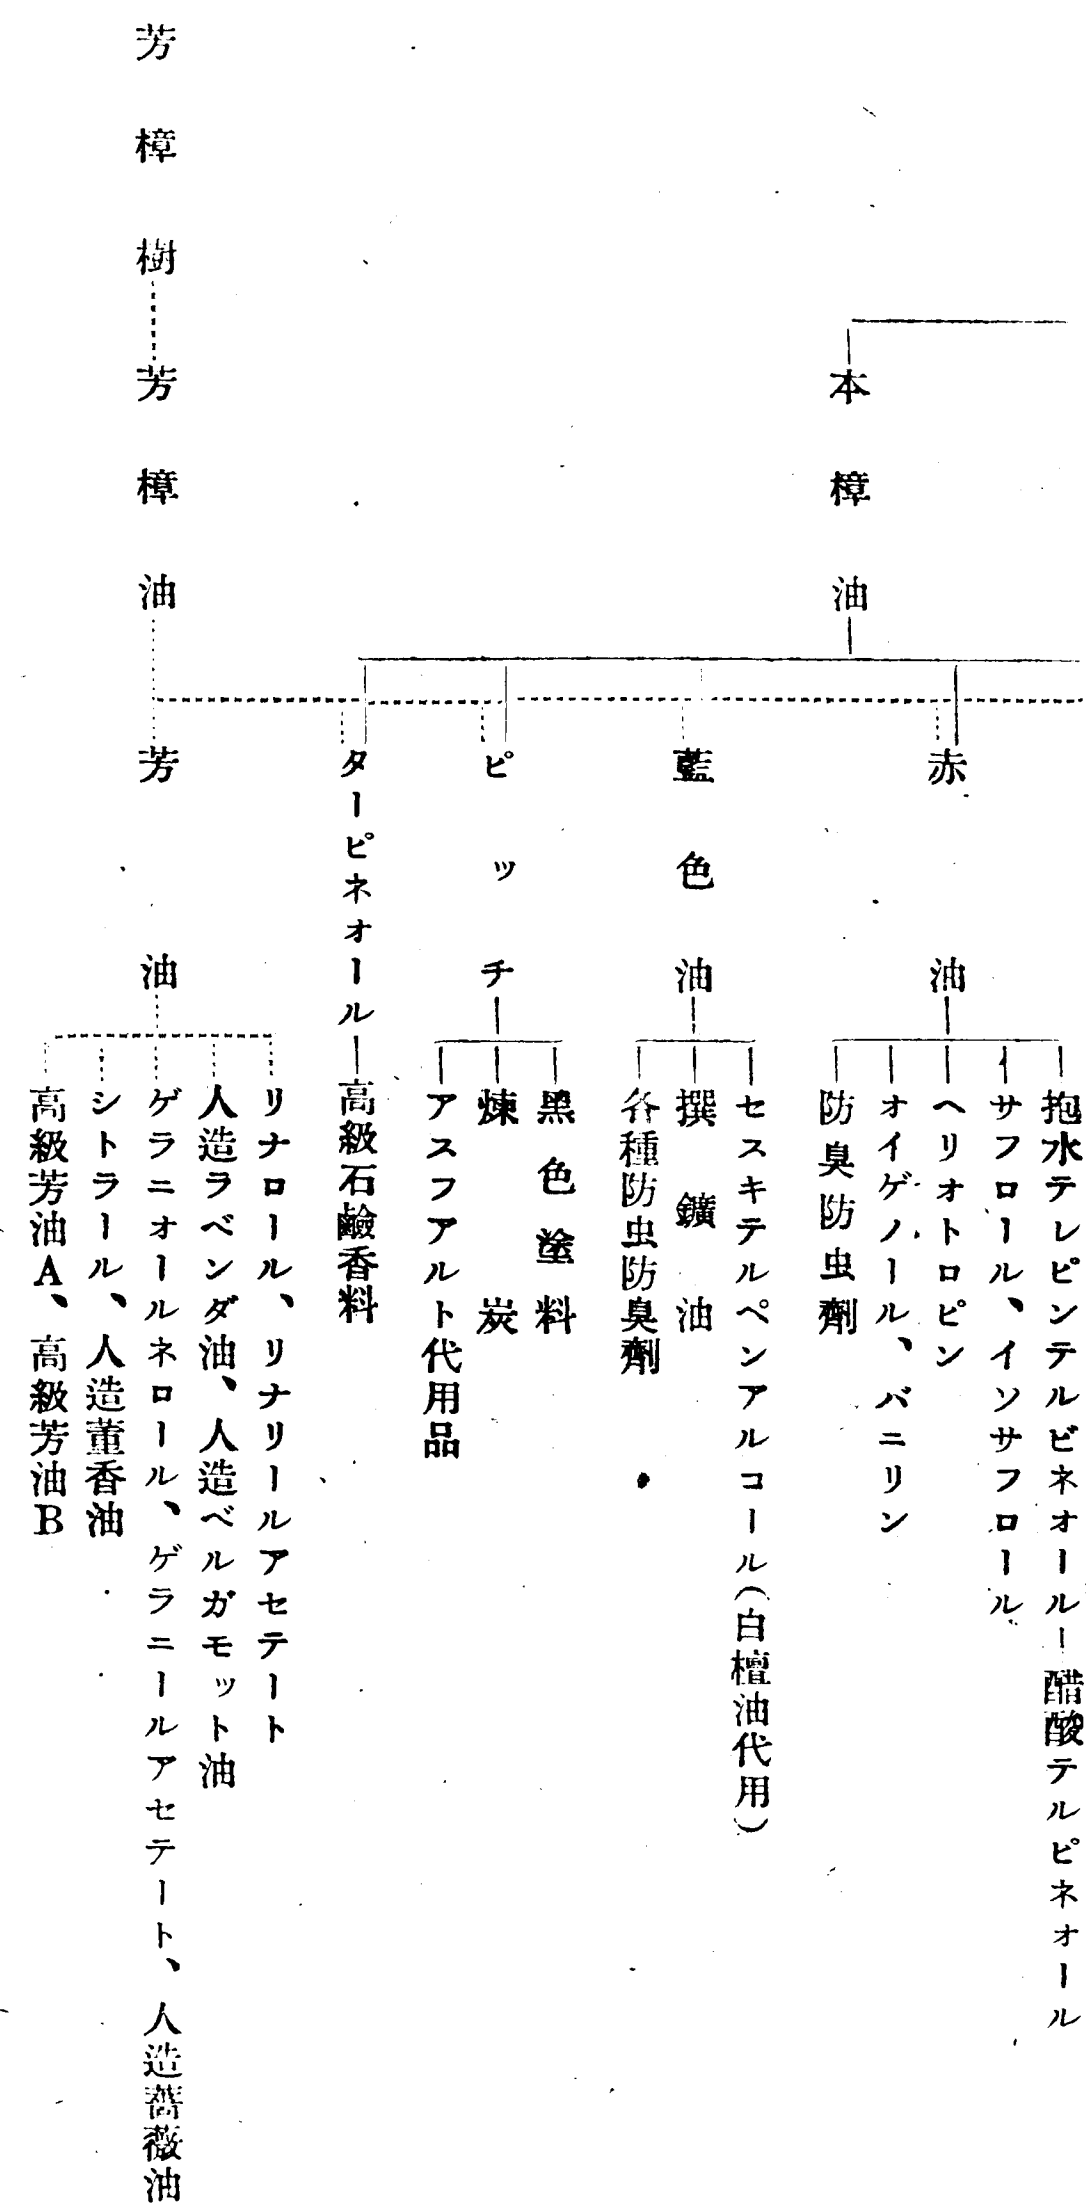 本樟油
赤油
抱水テレピンテルピネオール―醋酸テルピネオール
サフロール、イソサフロール
ヘリオトロピン
オイゲノール、バニリン
防臭防虫劑
藍色油
セスキテルペンアルコール(白檀油代用)
撰鑛油
各種防虫防臭劑
ピッチ
黒色塗料
煉炭
アスフアルト代用品
ターピネオール―高級石鹼香料
芳樟樹
芳樟油
芳油
リナロール、リナリールアセテート
人造ラベンダ油、人造ベルガモット油
ゲラニオールネロール、ゲラニールアセテート、人造薔薇油
シトラール、人造菫香油
高級芳油A、高級芳油B